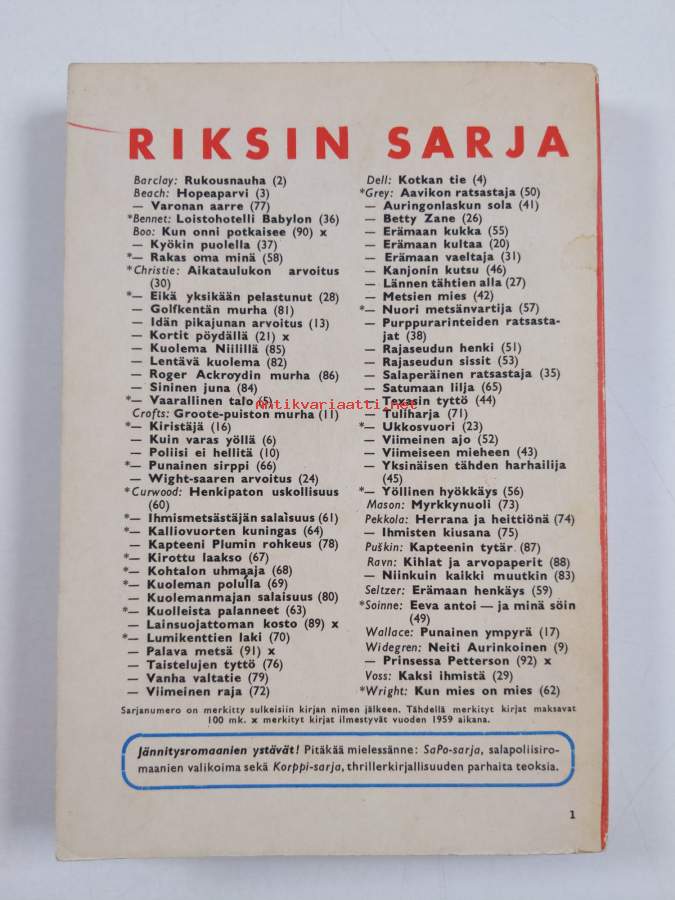 RIKSIN SARJA
Barclay: Rukousnauha (2)
Beach: Hopeaparvi (3)
— Varonan aarre (77)
*Bennet: Loistohotelli Babylon (36)
Boo: Kun onni potkaisee (90) x
— Kyökin puolella (37)
*— Rakas oma minä (58)
*Christie: Aikataulukon arvoitus
(30)
*— Eikä yksikään pelastunut (28)
— Golfkentän murha (81)
— Idän pikajunan arvoitus (13)
— Kortit pöydällä (21) x
— Kuolema Niilillä (85)
— Lentävä kuolema (82)
— Roger Ackroydin murha (86)
— Sininen juna (84)
*— Vaarallinen talo (5)
Crofts: Groote-puiston murha (11)
*— Kiristäjä (16)
— Kuin varas yöllä (6)
— Poliisi ei hellitä (10)
*— Punainen sirppi (66)
— Wight-saaren arvoitus (24)
*Curwood: Henkipaton uskollisuus
(60)
*— Ihmismetsästäjän salaisuus (61)
*— Kalliovuorten kuningas (64)
— Kapteeni Plumin rohkeus (78)
*— Kirottu laakso (67)
*— Kohtalon uhmaaja (68)
*— Kuoleman polulla (69)
— Kuolemanmajan salaisuus (80)
*— Kuolleista palanneet (63)
— Lainsuojattoman kosto (89) x
*— Lumikenttien laki (70)
— Palava metsä (91) x
— Taistelujen tyttö (76)
— Vanha valtatie (79)
— Viimeinen raja (72)
Dell: Kotkan tie (4)
*Grey: Aavikon ratsastaja (50)
— Auringonlaskun sola (41)
— Betty Zane (26)
— Erämaan kukka (55)
— Erämaan kultaa (20)
— Erämaan vaeltaja (31)
— Kanjonin kutsu (46)
— Lännen tähtien alla (27)
— Metsien mies (42)
*— Nuori metsänvartija (57)
— Purppurarinteiden ratsasta-
jat (38)
— Rajaseudun henki (51)
— Rajaseudun sissit (53)
— Salaperäinen ratsastaja (35)
— Satumaan lilja (65)
— Texasin tyttö (44)
— Tuliharja (71)
*— Ukkosvuori (23)
— Viimeinen ajo (52)
— Viimeiseen mieheen (43)
— Yksinäisen tähden harhailija
(45)
*— Yöllinen hyökkäys (56)
Mason: Myrkkynuoli (73)
Pekkola: Herrana ja heittiönä (74)
— Ihmisten kiusana (75)
Puškin: Kapteenin tytär (87)
Ravn: Kihlat ja arvopaperit (88)
— Niinkuin kaikki muutkin (83)
Seltzer: Erämaan henkäys (59)
*Soinne: Eeva antoi — ja minä söin
(49)
Wallace: Punainen ympyrä (17)
Widegren: Neiti Aurinkoinen (9)
— Prinsessa Petterson (92) x
Voss: Kaksi ihmistä (29)
*Wright: Kun mies on mies (62)
Antikvariaatti.net
Sarjanumero on merkitty sulkeisiin kirjan nimen jälkeen. Tähdellä merkityt kirjat maksavat
100 mk. x merkityt kirjat ilmestyvät vuoden 1959 aikana.
Jännitysromaanien ystävät! Pitäkää mielessänne: SaPo-sarja, salapoliisiro-
maanien valikoima sekä Korppi-sarja, thrillerkirjallisuuden parhaita teoksia.
1